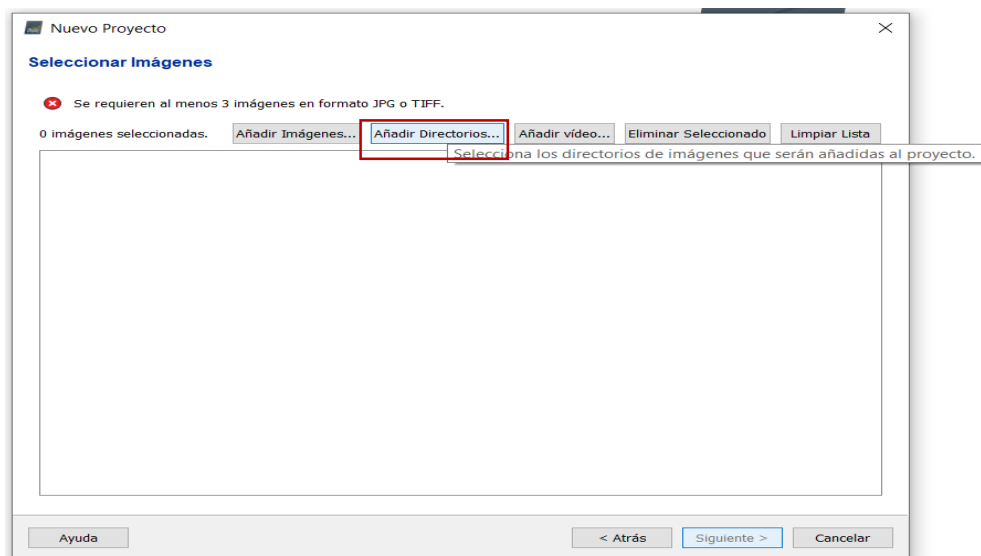 Nuevo Proyecto
Seleccionar Imágenes
Se requieren al menos 3 imágenes en formato JPG o TIFF.
0 imágenes seleccionadas. Añadir Imágenes... Añadir Directorios... Añadir vídeo... Eliminar Seleccionado Limpiar Lista
Selecciona los directorios de imágenes que serán añadidas al proyecto.
Ayuda < Atrás Siguiente > Cancelar